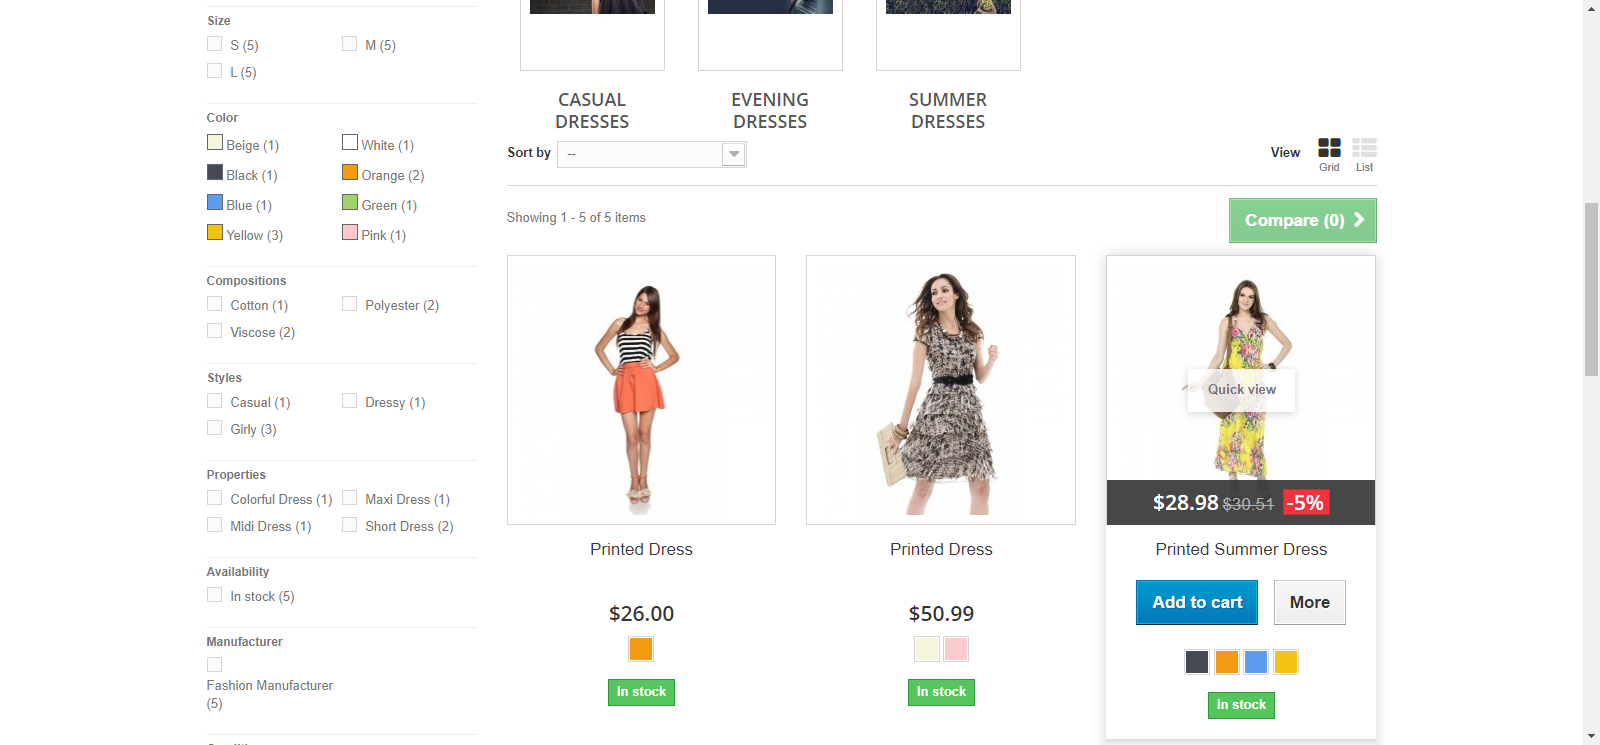 Size
S (5)
M (5)
L (5)
Color
Beige (1)
White (1)
Black (1)
Orange (2)
Blue (1)
Green (1)
Yellow (3)
Pink (1)
Compositions
Cotton (1)
Polyester (2)
Viscose (2)
Styles
Casual (1)
Dressy (1)
Girly (3)
Properties
Colorful Dress (1)
Maxi Dress (1)
Midi Dress (1)
Short Dress (2)
Availability
In stock (5)
Manufacturer
Fashion Manufacturer
(5)
CASUAL
DRESSES
EVENING
DRESSES
SUMMER
DRESSES
Sort by
--
View
Grid
List
Showing 1 - 5 of 5 items
Compare (0)
Printed Dress
$26.00
In stock
Printed Dress
$50.99
In stock
Quick view
$28.98 $30.51 -5%
Printed Summer Dress
Add to cart
More
In stock